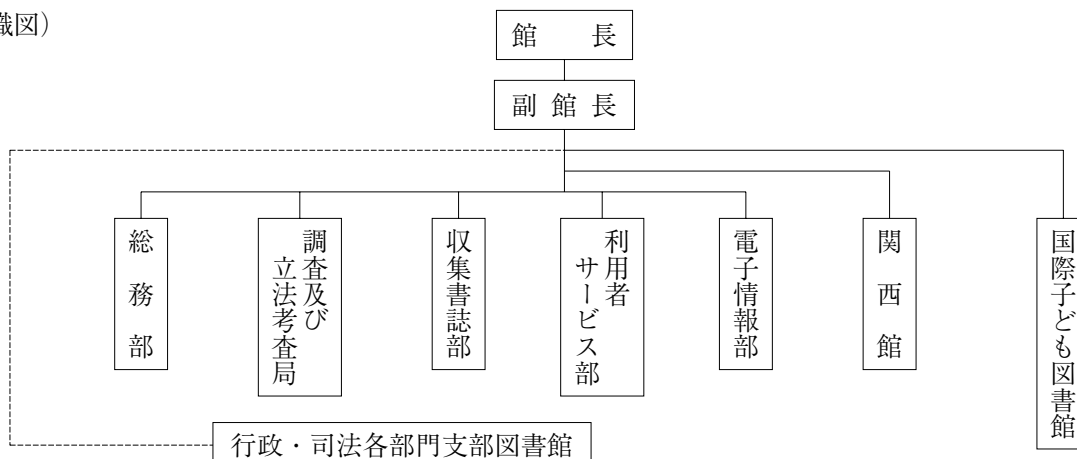 織図）
館長
副館長
総務部
調査及び
立法考査局
収集書誌部
利用者
サービス部
電子情報部
関西館
国際子ども図書館
行政・司法各部門支部図書館